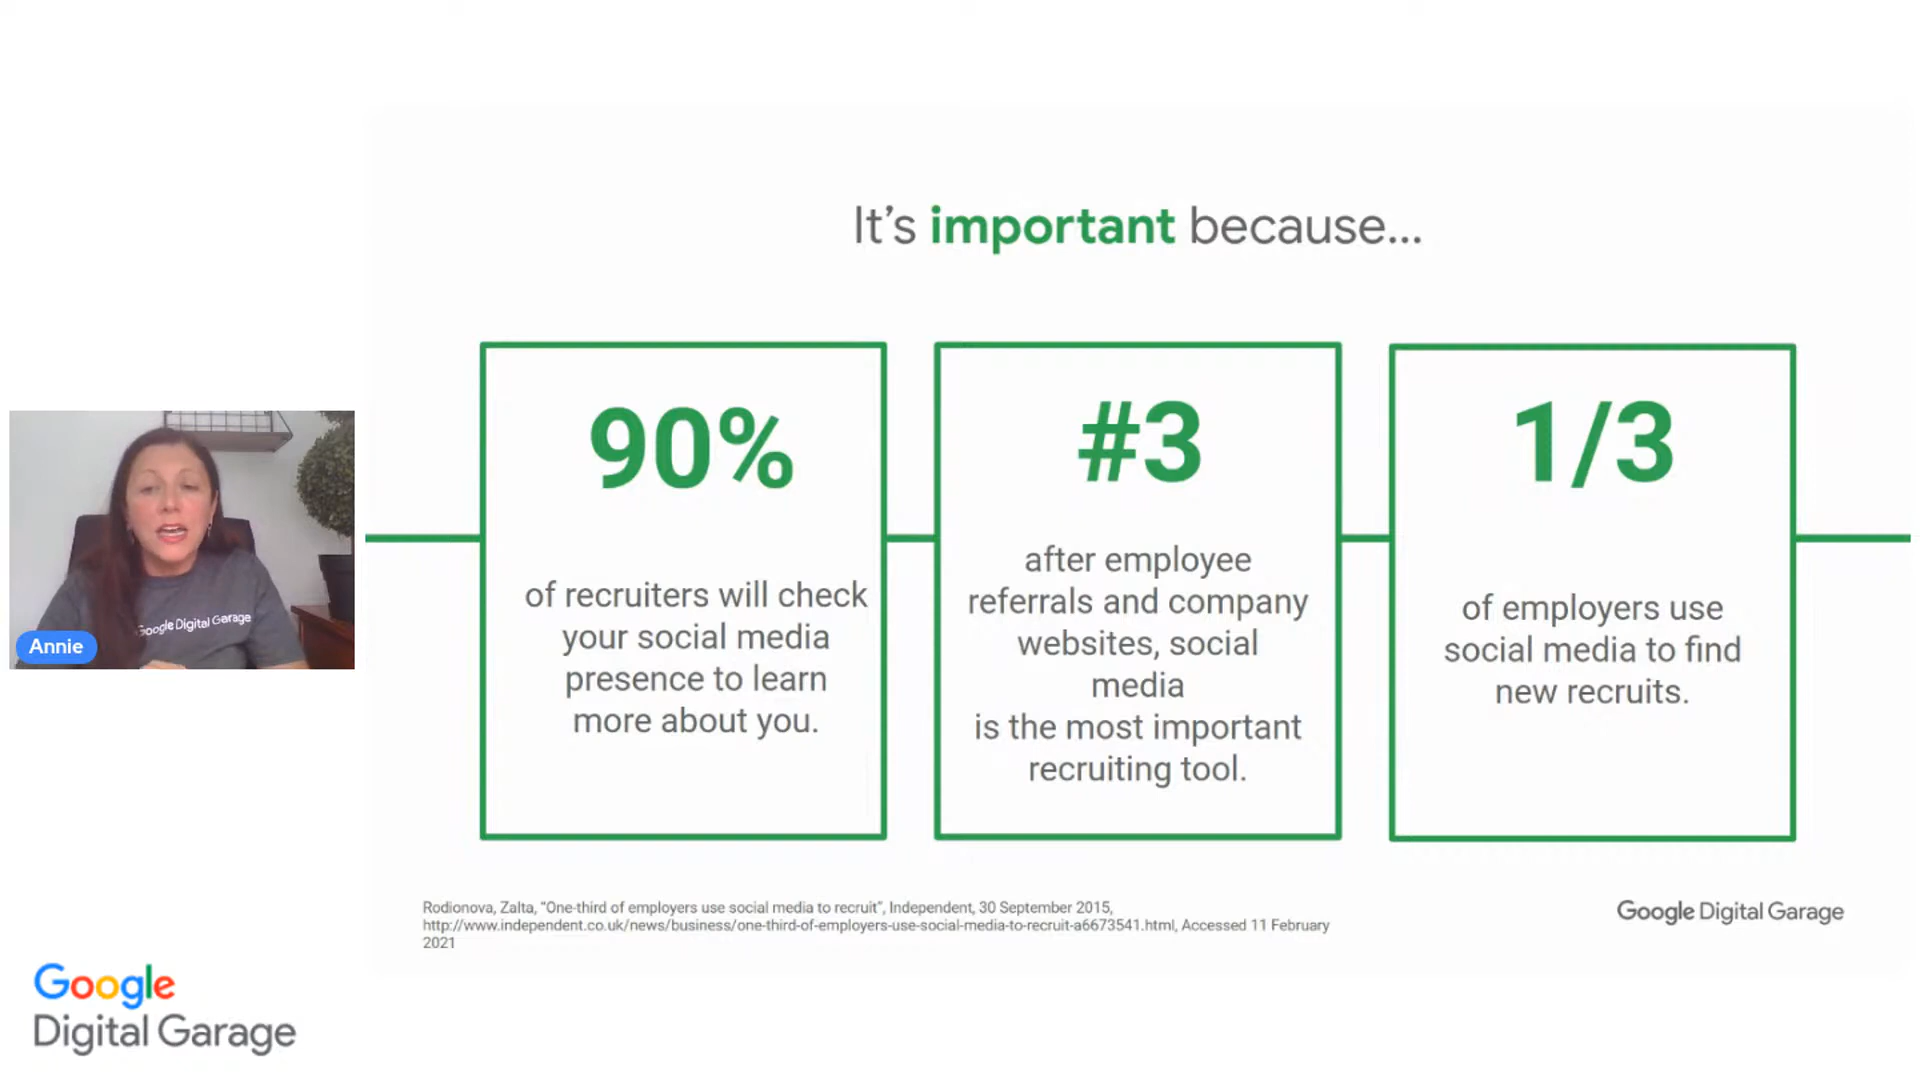 It's important because...
90%
of recruiters will check
your social media
presence to learn
more about you.
#3
after employee
referrals and company
websites, social
media
is the most important
recruiting tool.
1/3
of employers use
social media to find
new recruits.
Google Digital Garage
Annie
Rodionova, Zalta, “One-third of employers use social media to recruit”, Independent, 30 September 2015,
http://www.independent.co.uk/news/business/one-third-of-employers-use-social-media-to-recruit-a6673541.html, Accessed 11 February
2021
Google Digital Garage
Google
Digital Garage